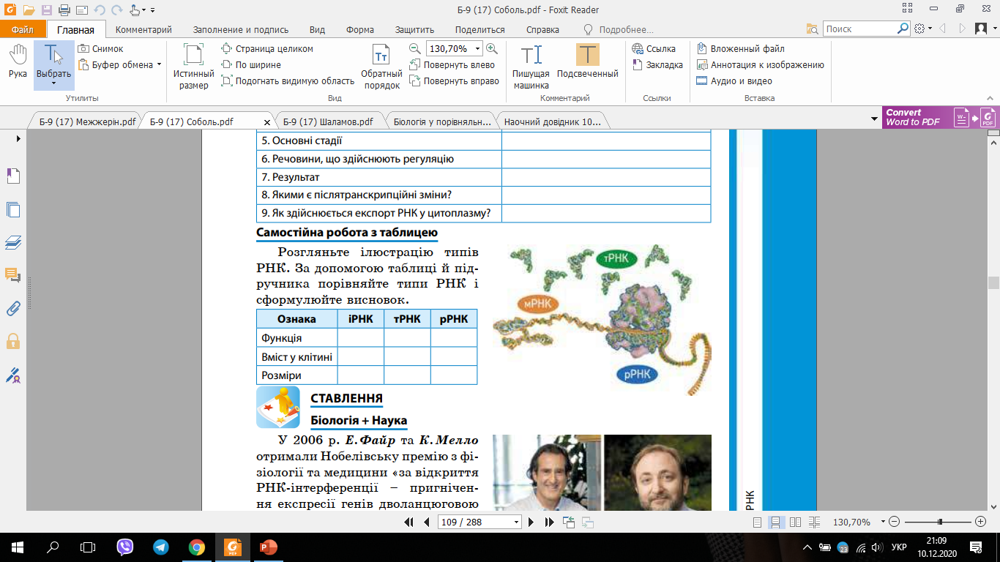 Б-9 (17) Соболь.pdf - Foxit Reader
Файл Главная Комментарий Заполнение и подпись Вид Форма Защитить Поделиться Справка Подробнее... Поиск
Рука
Выбрать
Снимок
Буфер обмена
Утилиты
Истинный размер
Страница целиком
По ширине
Подогнать видимую область
Обратный порядок
130,70%
Повернуть влево
Повернуть вправо
Вид
Пишущая машинка
Подсвеченный
Комментарий
Ссылка
Закладка
Ссылки
Вложенный файл
Аннотация к изображению
Аудио и видео
Вставка
Б-9 (17) Межжерін.pdf Б-9 (17) Соболь.pdf Б-9 (17) Шаламов.pdf Біологія у порівняльн... Наочний довідник 10...
Convert
Word to PDF
5. Основні стадії
6. Речовини, що здійснюють регуляцію
7. Результат
8. Якими є післятранскрипційні зміни?
9. Як здійснюється експорт РНК у цитоплазму?
Самостійна робота з таблицею
Розгляньте ілюстрацію типів
РНК. За допомогою таблиці й під-
ручника порівняйте типи РНК і
сформулюйте висновок.
Ознака іРНК тРНК рРНК
Функція
Вміст у клітині
Розміри
тРНК
мРНК
рРНК
СТАВЛЕННЯ
Біологія + Наука
У 2006 р. Е. Файр та К. Мелло
отримали Нобелівську премію з фі-
зіології та медицини «за відкриття
РНК-інтерференції – пригнічен-
ня експресії генів дволанцюговою
РНК
109 / 288
130,70%
23
УКР
21:09
10.12.2020